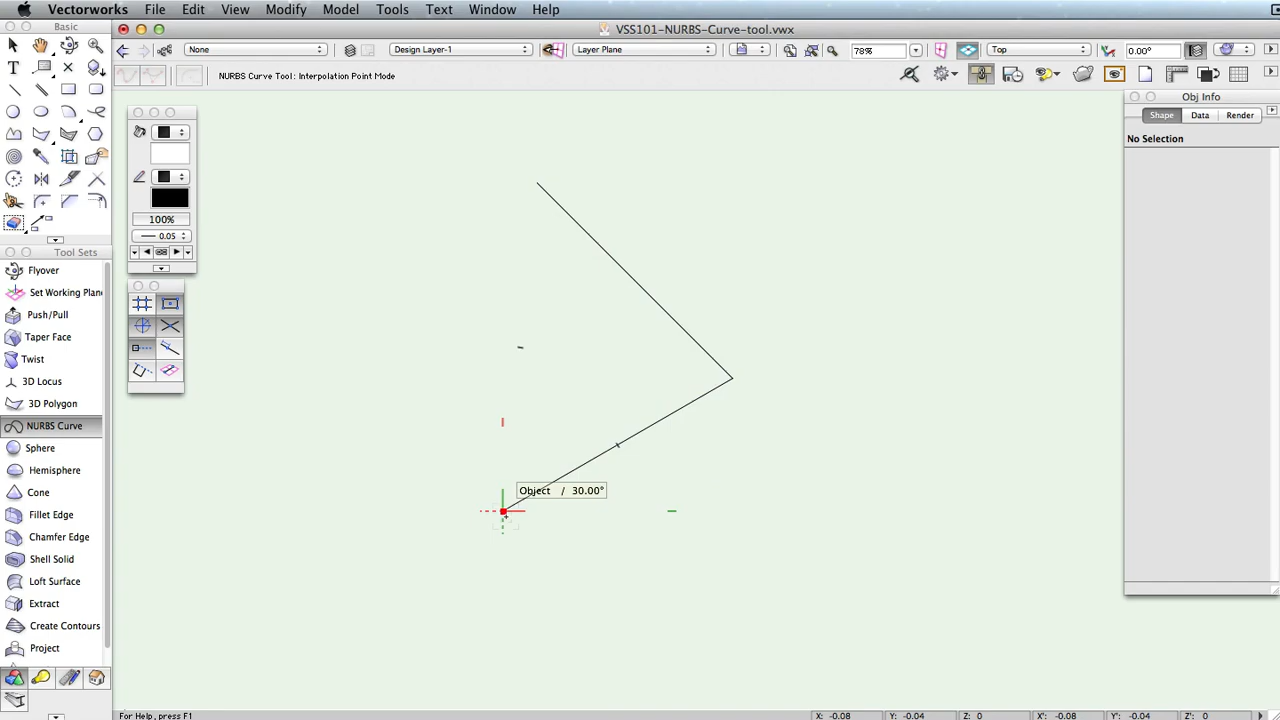 Vectorworks File Edit View Modify Model Tools Text Window Help
Basic
VSS101-NURBS-Curve-tool.vwx
None
Design Layer-1
Layer Plane
78%
Top
0.00°
NURBS Curve Tool: Interpolation Point Mode
Obj Info
Shape Data Render
No Selection
100%
0.05
Tool Sets
Flyover
Set Working Plane
Push/Pull
Taper Face
Twist
3D Locus
3D Polygon
NURBS Curve
Sphere
Hemisphere
Cone
Fillet Edge
Chamfer Edge
Shell Solid
Loft Surface
Extract
Create Contours
Project
Object / 30.00°
For Help, press F1
X: -0.08 Y: -0.04 Z: 0 X': -0.08 Y': -0.04 Z': 0